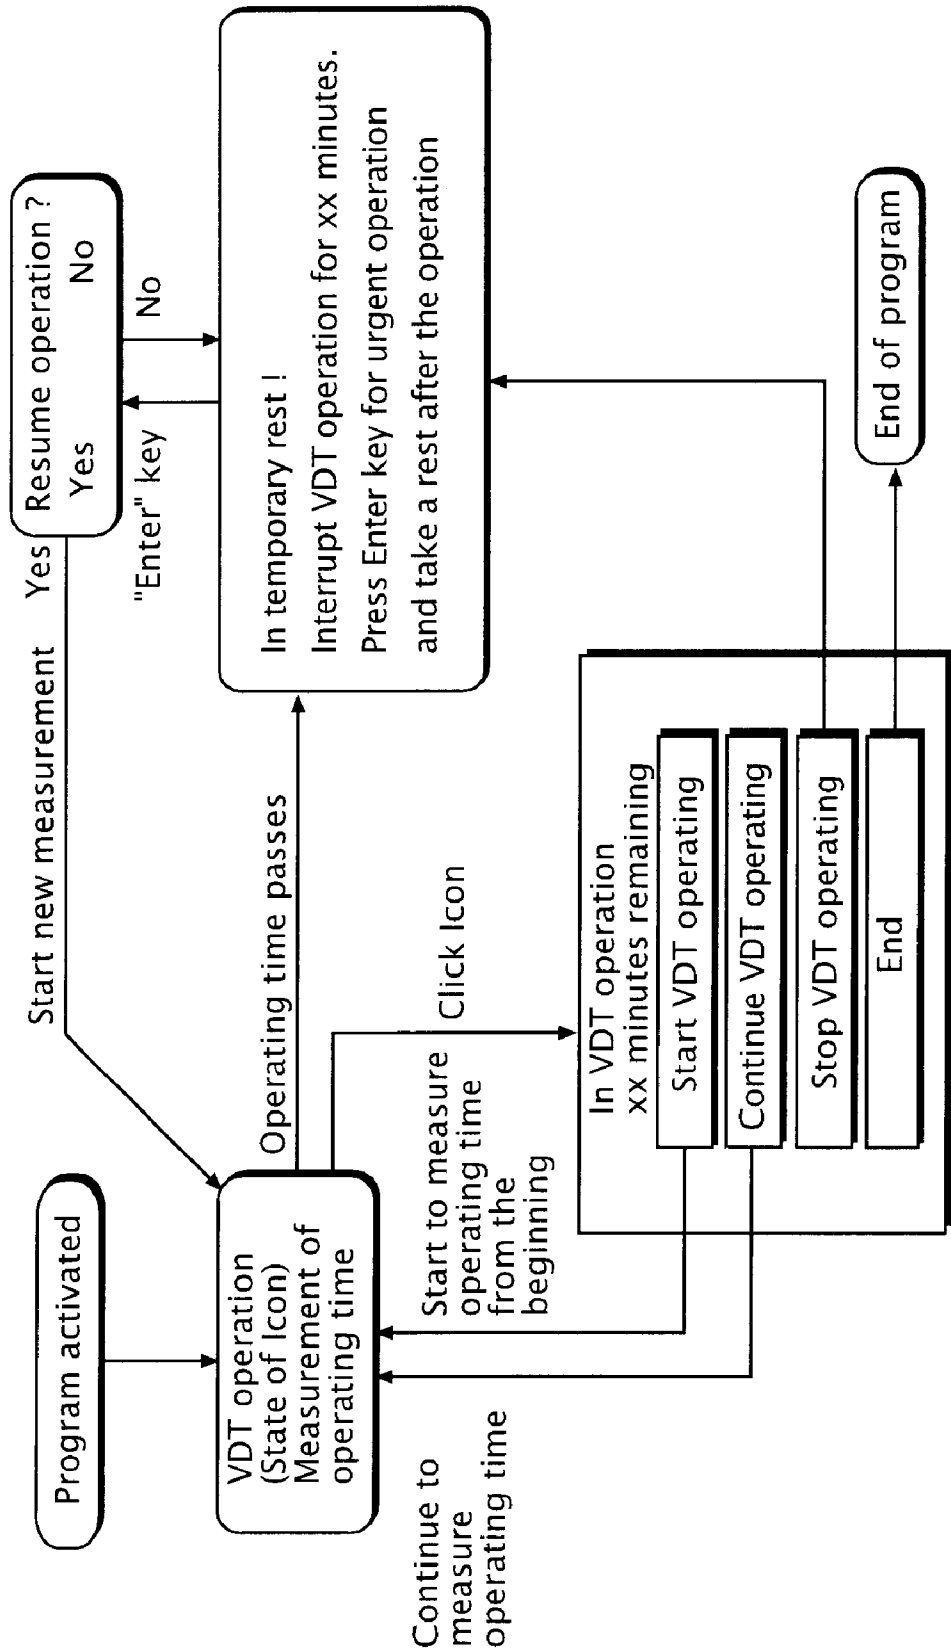 Program activated
VDT operation
(State of Icon)
Measurement of
operating time
Start new measurement
Yes
Resume operation ?
Yes No
"Enter" key
No
Operating time passes
In temporary rest !
Interrupt VDT operation for xx minutes.
Press Enter key for urgent operation
and take a rest after the operation
Click Icon
Start to measure
operating time
from the
beginning
Continue to
measure
operating time
In VDT operation
xx minutes remaining
Start VDT operating
Continue VDT operating
Stop VDT operating
End
End of program